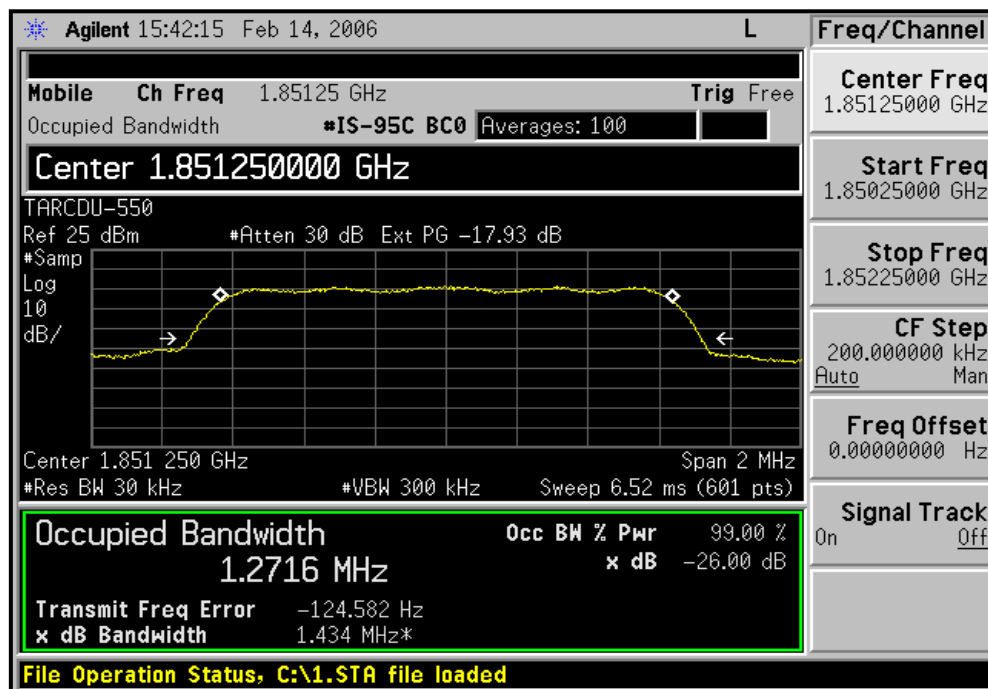 Agilent 15:42:15 Feb 14, 2006 L
Mobile Ch Freq 1.85125 GHz Trig Free
Occupied Bandwidth #IS-95C BC0 Averages: 100
Center 1.851250000 GHz
TARCDU-550
Ref 25 dBm #Atten 30 dB Ext PG -17.93 dB
#Samp
Log
10
dB/
Center 1.851 250 GHz Span 2 MHz
#Res BW 30 kHz #VBW 300 kHz Sweep 6.52 ms (601 pts)
Occupied Bandwidth Occ BW % Pwr 99.00 %
1.2716 MHz x dB -26.00 dB
Transmit Freq Error -124.582 Hz
x dB Bandwidth 1.434 MHz*
File Operation Status, C:\1.STA file loaded
Freq/Channel
Center Freq
1.85125000 GHz
Start Freq
1.85025000 GHz
Stop Freq
1.85225000 GHz
CF Step
200.000000 kHz
Auto Man
Freq Offset
0.00000000 Hz
Signal Track
On Off